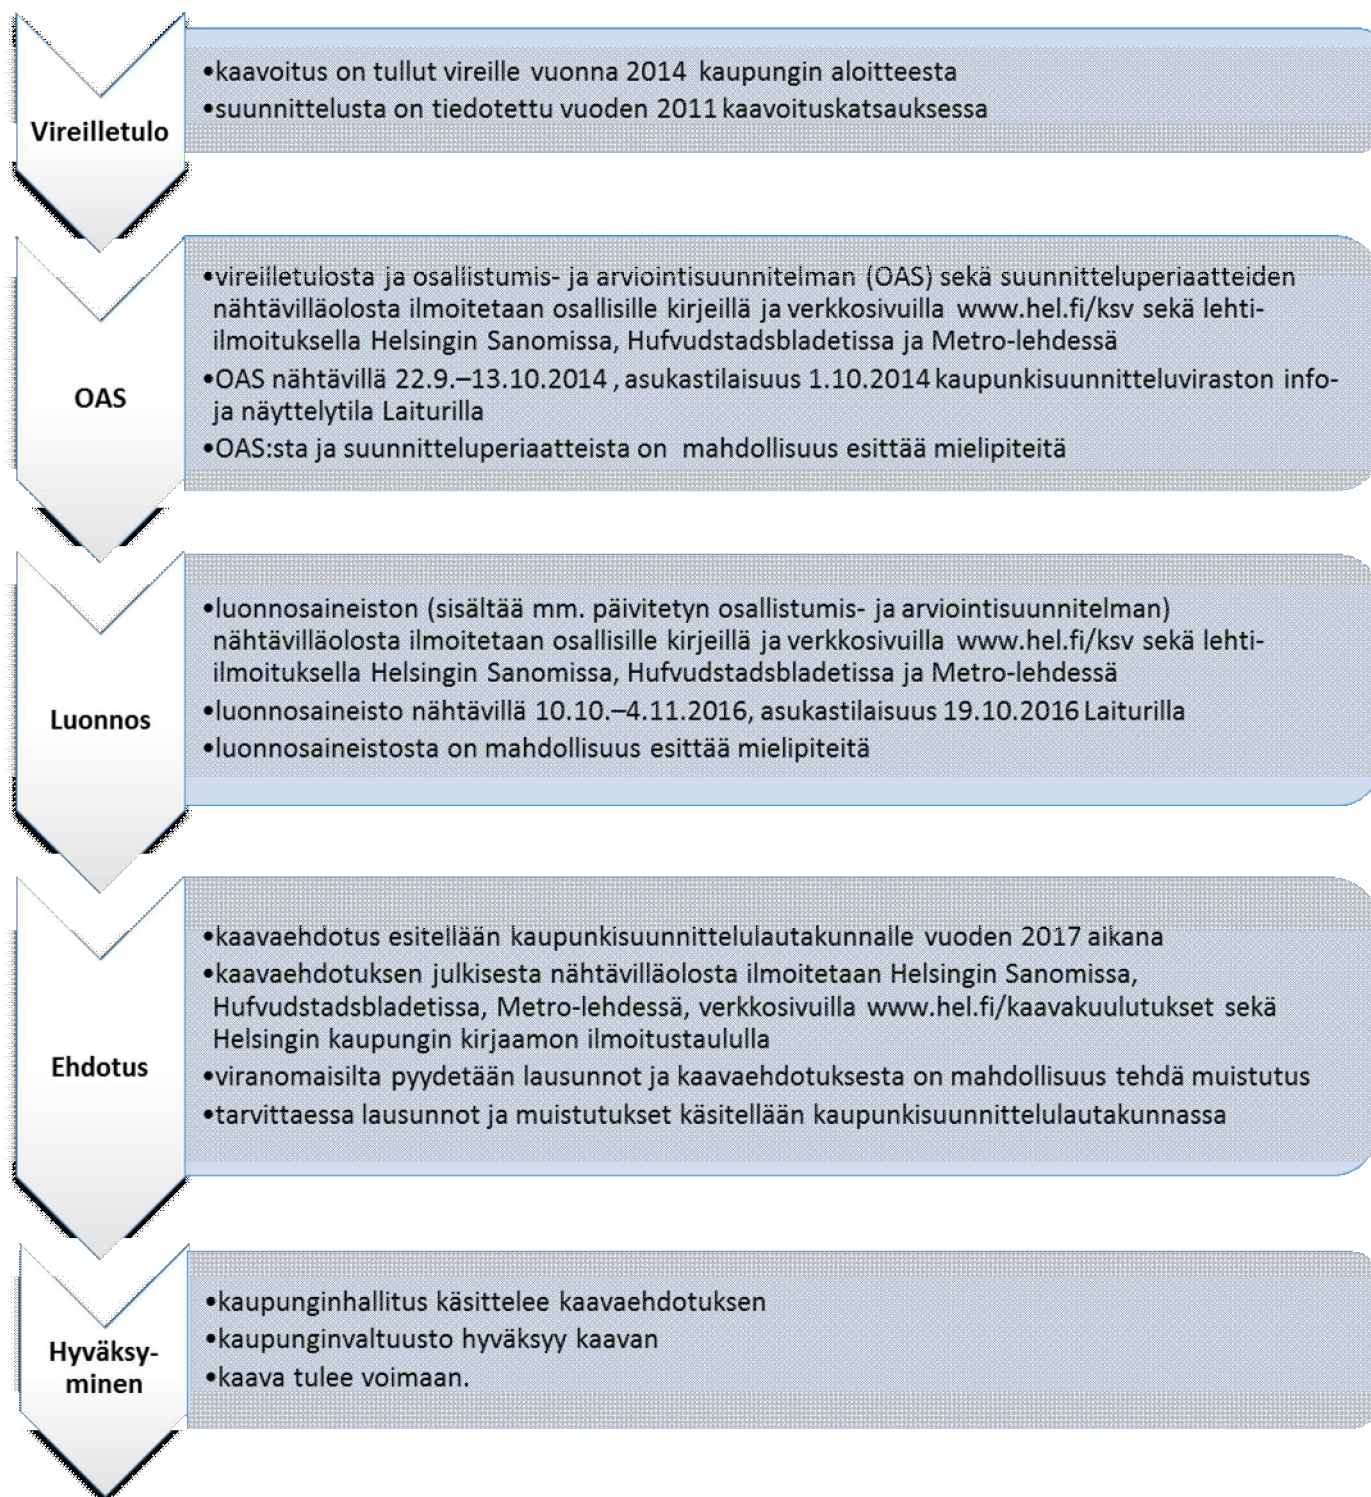 Vireilletulo
•kaavoitus on tullut vireille vuonna 2014 kaupungin aloitteesta
•suunnittelusta on tiedotettu vuoden 2011 kaavoituskatsauksessa
OAS
•vireilletulosta ja osallistumis- ja arviointisuunnitelman (OAS) sekä suunnitteluperiaatteiden
nähtävilläolosta ilmoitetaan osallisille kirjeillä ja verkkosivuilla www.hel.fi/ksv sekä lehti-
ilmoituksella Helsingin Sanomissa, Hufvudstadsbladetissa ja Metro-lehdessä
•OAS nähtävillä 22.9.–13.10.2014 , asukastilaisuus 1.10.2014 kaupunkisuunnitteluviraston info-
ja näyttelytila Laiturilla
•OAS:sta ja suunnitteluperiaatteista on mahdollisuus esittää mielipiteitä
Luonnos
•luonnosaineiston (sisältää mm. päivitetyn osallistumis- ja arviointisuunnitelman)
nähtävilläolosta ilmoitetaan osallisille kirjeillä ja verkkosivuilla www.hel.fi/ksv sekä lehti-
ilmoituksella Helsingin Sanomissa, Hufvudstadsbladetissa ja Metro-lehdessä
•luonnosaineisto nähtävillä 10.10.–4.11.2016, asukastilaisuus 19.10.2016 Laiturilla
•luonnosaineistosta on mahdollisuus esittää mielipiteitä
Ehdotus
•kaavaehdotus esitellään kaupunkisuunnittelulautakunnalle vuoden 2017 aikana
•kaavaehdotuksen julkisesta nähtävilläolosta ilmoitetaan Helsingin Sanomissa,
Hufvudstadsbladetissa, Metro-lehdessä, verkkosivuilla www.hel.fi/kaavakuulutukset sekä
Helsingin kaupungin kirjaamon ilmoitustaululla
•viranomaisilta pyydetään lausunnot ja kaavaehdotuksesta on mahdollisuus tehdä muistutus
•tarvittaessa lausunnot ja muistutukset käsitellään kaupunkisuunnittelulautakunnassa
Hyväksy-
minen
•kaupunginhallitus käsittelee kaavaehdotuksen
•kaupunginvaltuusto hyväksyy kaavan
•kaava tulee voimaan.